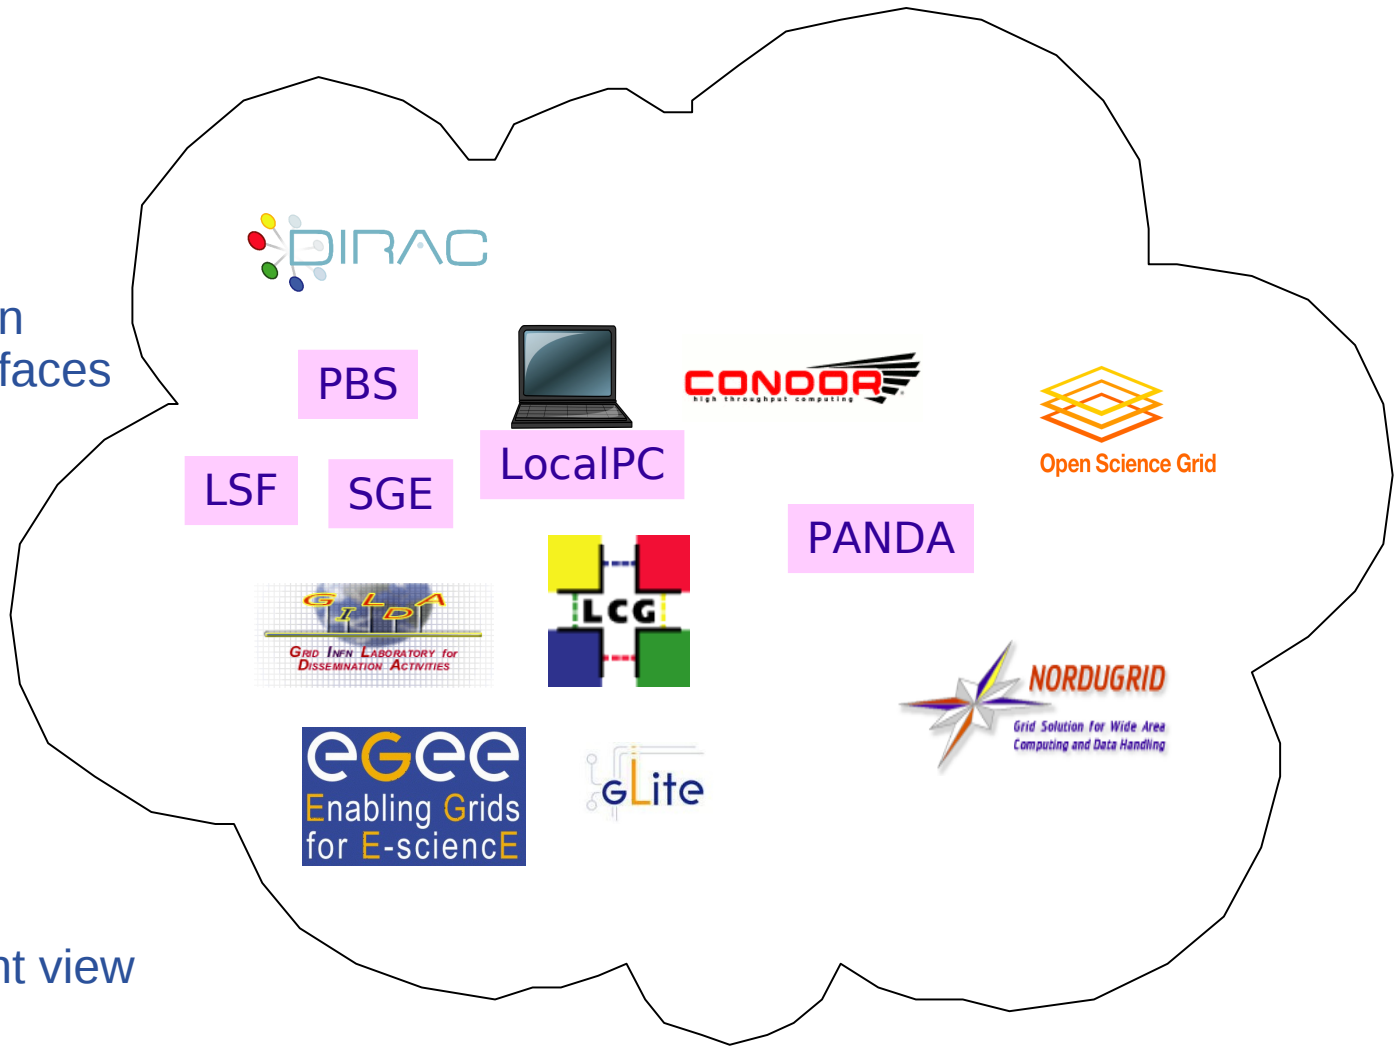 DIRAC
n
faces
PBS
CONDOR
high throughput computing
Open Science Grid
LocalPC
LSF
SGE
PANDA
GILDA
GRID INFN LABORATORY for
DISSEMINATION ACTIVITIES
LCG
NORDUGRID
Grid Solution for Wide Area
Computing and Data Handling
eGee
Enabling Grids
for E-sciencE
gLite
nt view